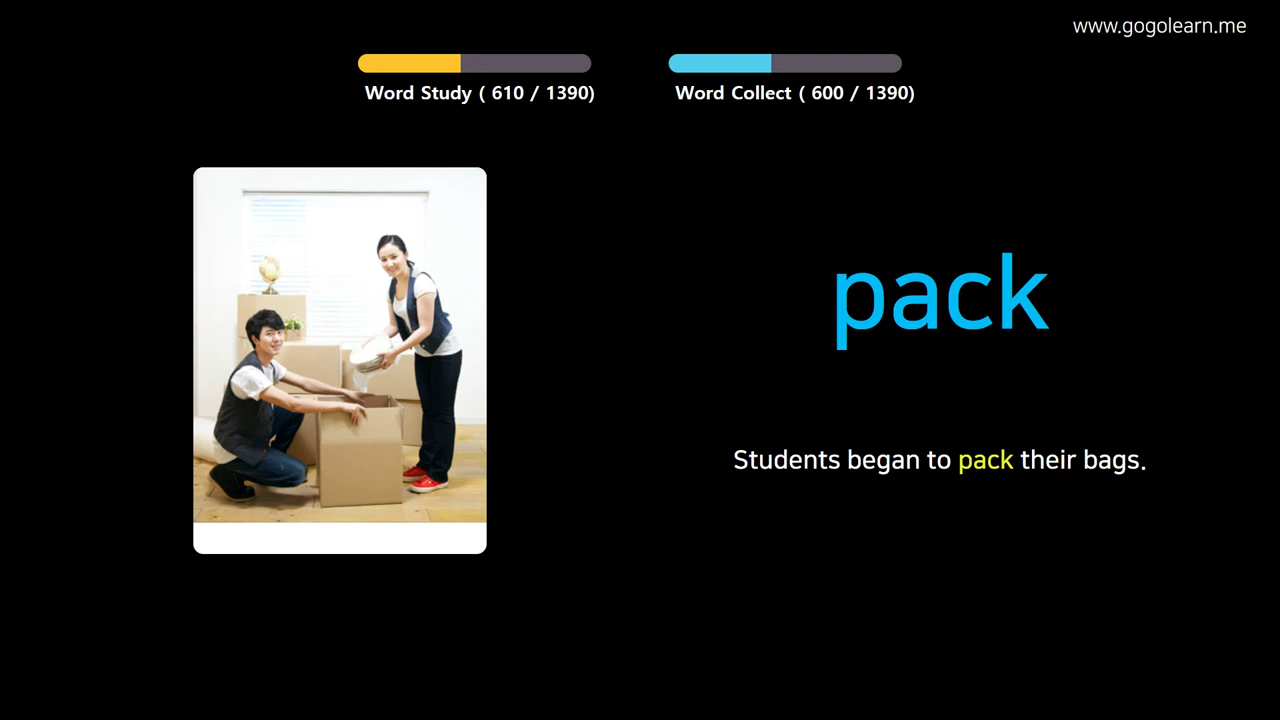 www.gogolearn.me
Word Study ( 610 / 1390)
Word Collect ( 600 / 1390)
pack
Students began to pack their bags.